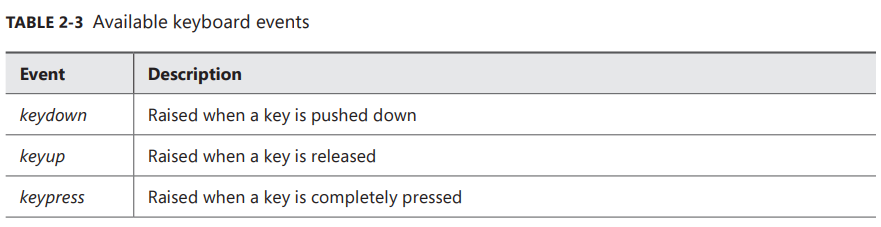 TABLE 2-3 Available keyboard events
Event Description
keydown Raised when a key is pushed down
keyup Raised when a key is released
keypress Raised when a key is completely pressed